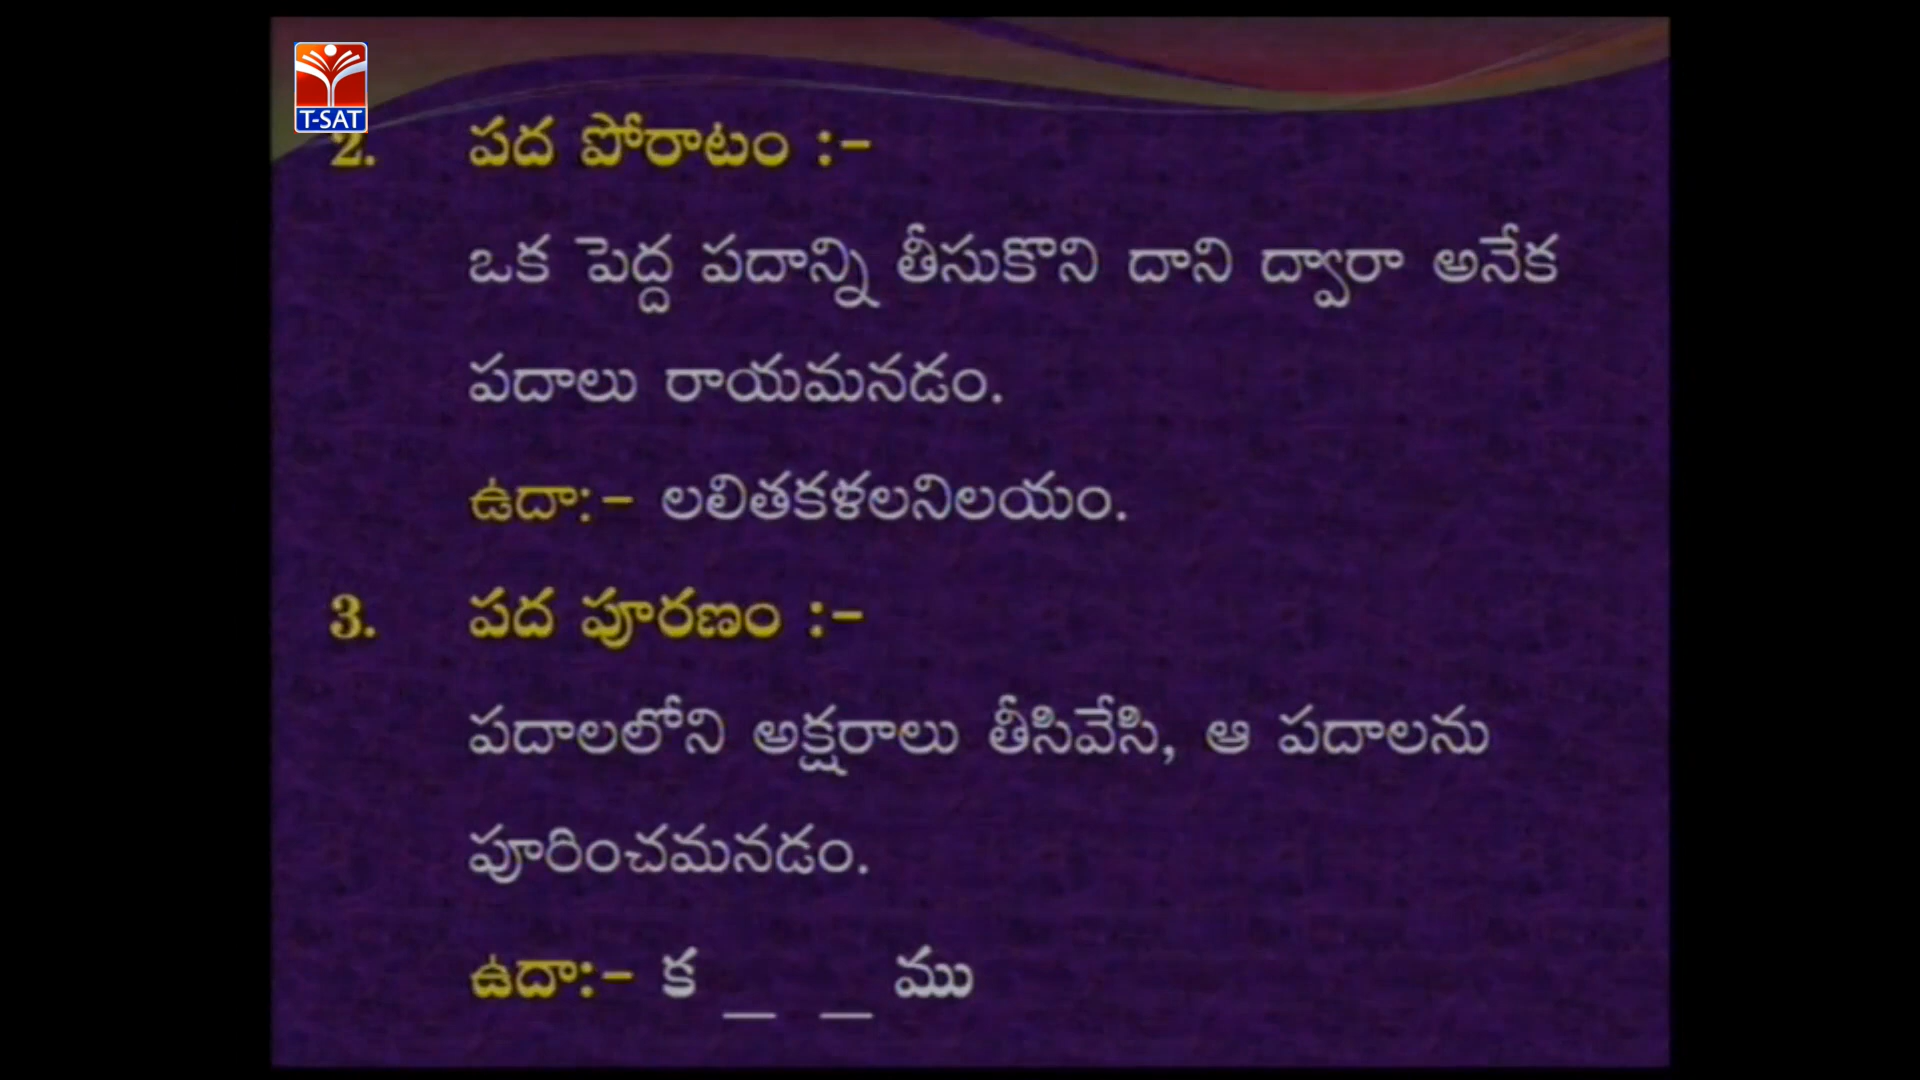 T-SAT
2. పద పోరాటం :-
ఒక పెద్ద పదాన్ని తీసుకొని దాని ద్వారా అనేక
పదాలు రాయమనడం.
ఉదా:- లలితకళలనిలయం.
3. పద పూరణం :-
పదాలలోని అక్షరాలు తీసివేసి, ఆ పదాలను
పూరించమనడం.
ఉదా:- క _ _ ము